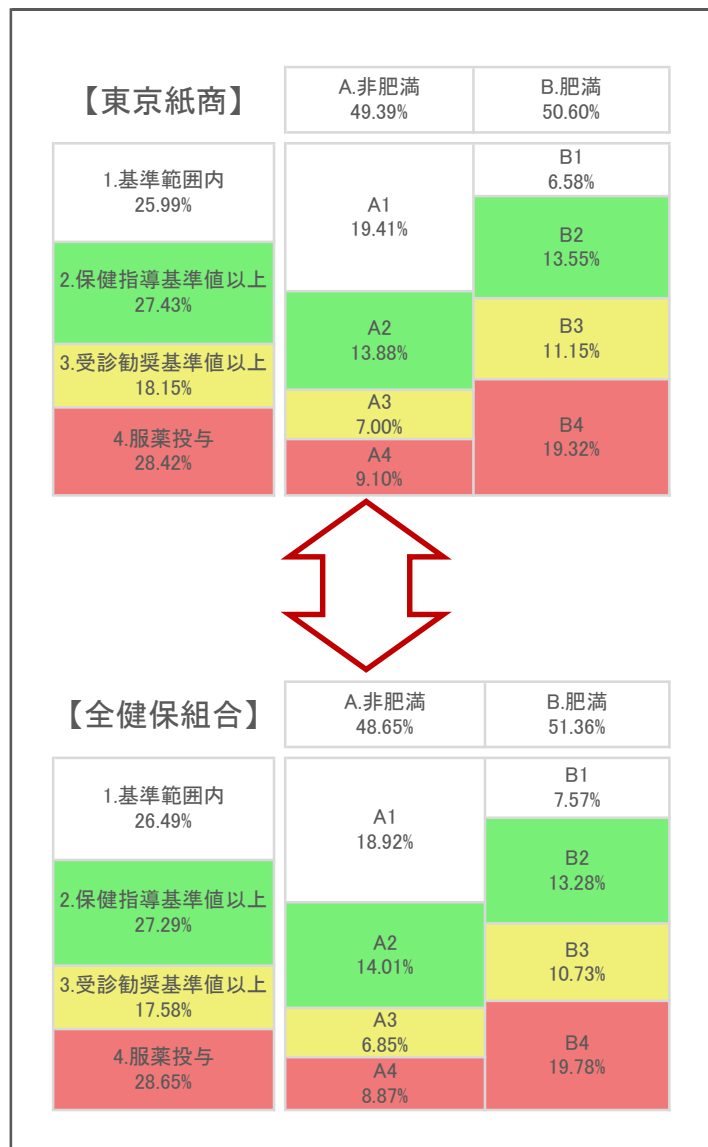 【東京紙商】
A.非肥満
49.39%
B.肥満
50.60%
1.基準範囲内
25.99%
2.保健指導基準値以上
27.43%
3.受診勧奨基準値以上
18.15%
4.服薬投与
28.42%
A1
19.41%
A2
13.88%
A3
7.00%
A4
9.10%
B1
6.58%
B2
13.55%
B3
11.15%
B4
19.32%
【全健保組合】
A.非肥満
48.65%
B.肥満
51.36%
1.基準範囲内
26.49%
2.保健指導基準値以上
27.29%
3.受診勧奨基準値以上
17.58%
4.服薬投与
28.65%
A1
18.92%
A2
14.01%
A3
6.85%
A4
8.87%
B1
7.57%
B2
13.28%
B3
10.73%
B4
19.78%